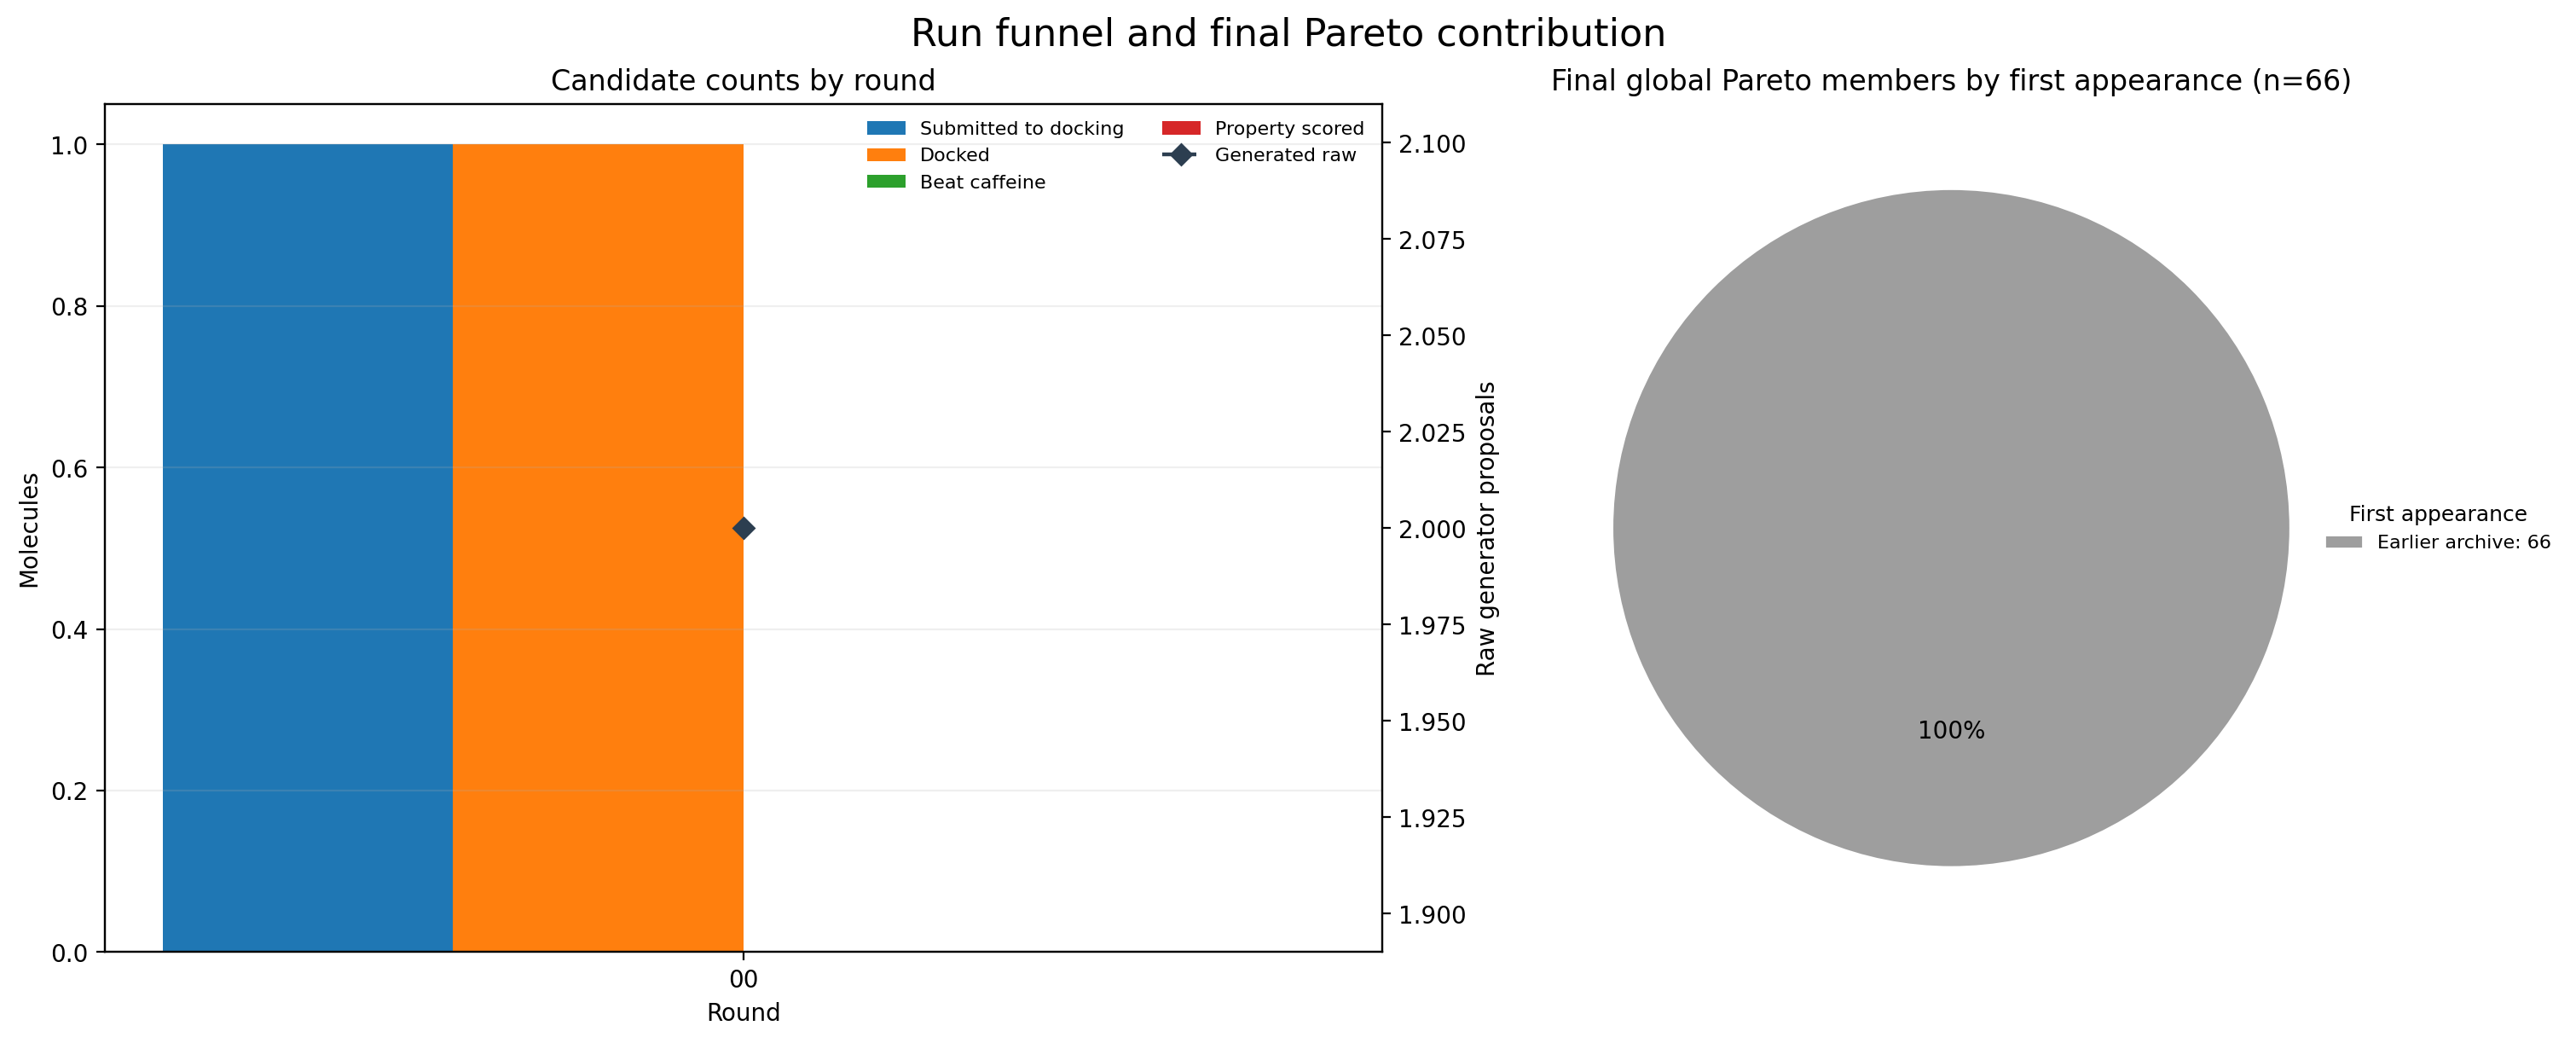 Run funnel and final Pareto contribution
Candidate counts by round
Submitted to docking
Docked
Beat caffeine
Property scored
Generated raw
1.0
0.8
0.6
0.4
0.2
0.0
Molecules
00
Round
2.100
2.075
2.050
2.025
2.000
1.975
1.950
1.925
1.900
Raw generator proposals
Final global Pareto members by first appearance (n=66)
100%
First appearance
Earlier archive: 66